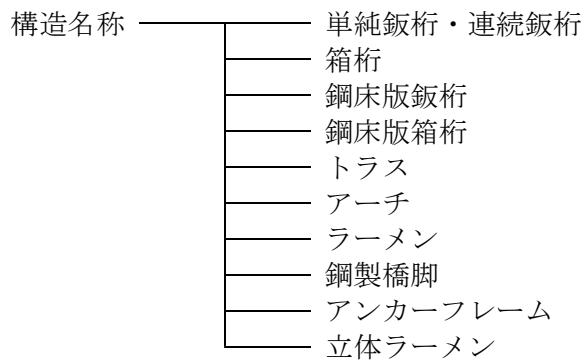 構造名称 単純鈑桁・連続鈑桁
箱桁
鋼床版鈑桁
鋼床版箱桁
トラス
アーチ
ラーメン
鋼製橋脚
アンカーフレーム
立体ラーメン